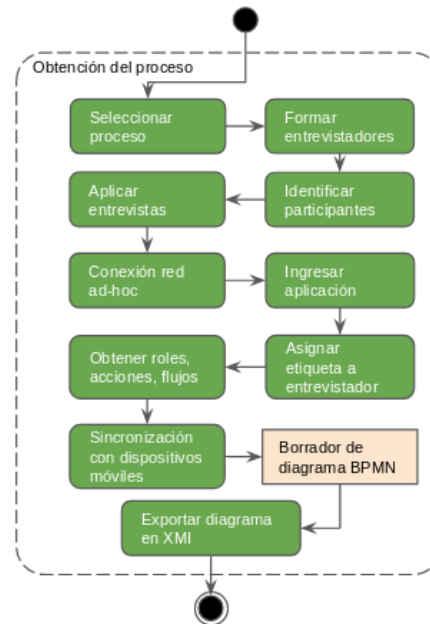 Obtención del proceso
Seleccionar
proceso
Formar
entrevistadores
Identificar
participantes
Aplicar
entrevistas
Conexión red
ad-hoc
Ingresar
aplicación
Asignar
etiqueta a
entrevistador
Obtener roles,
acciones, flujos
Sincronización
con dispositivos
móviles
Borrador de
diagrama BPMN
Exportar diagrama
en XMI